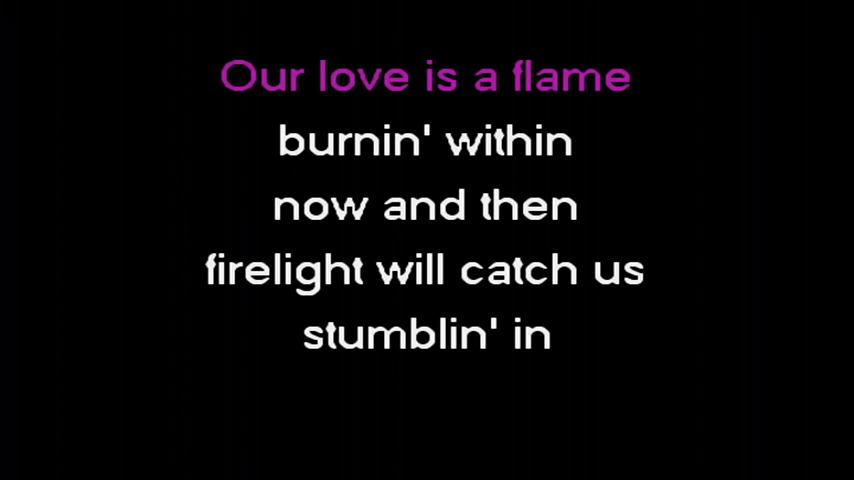 Our love is a flame
burnin' within
now and then
firelight will catch us
stumblin' in